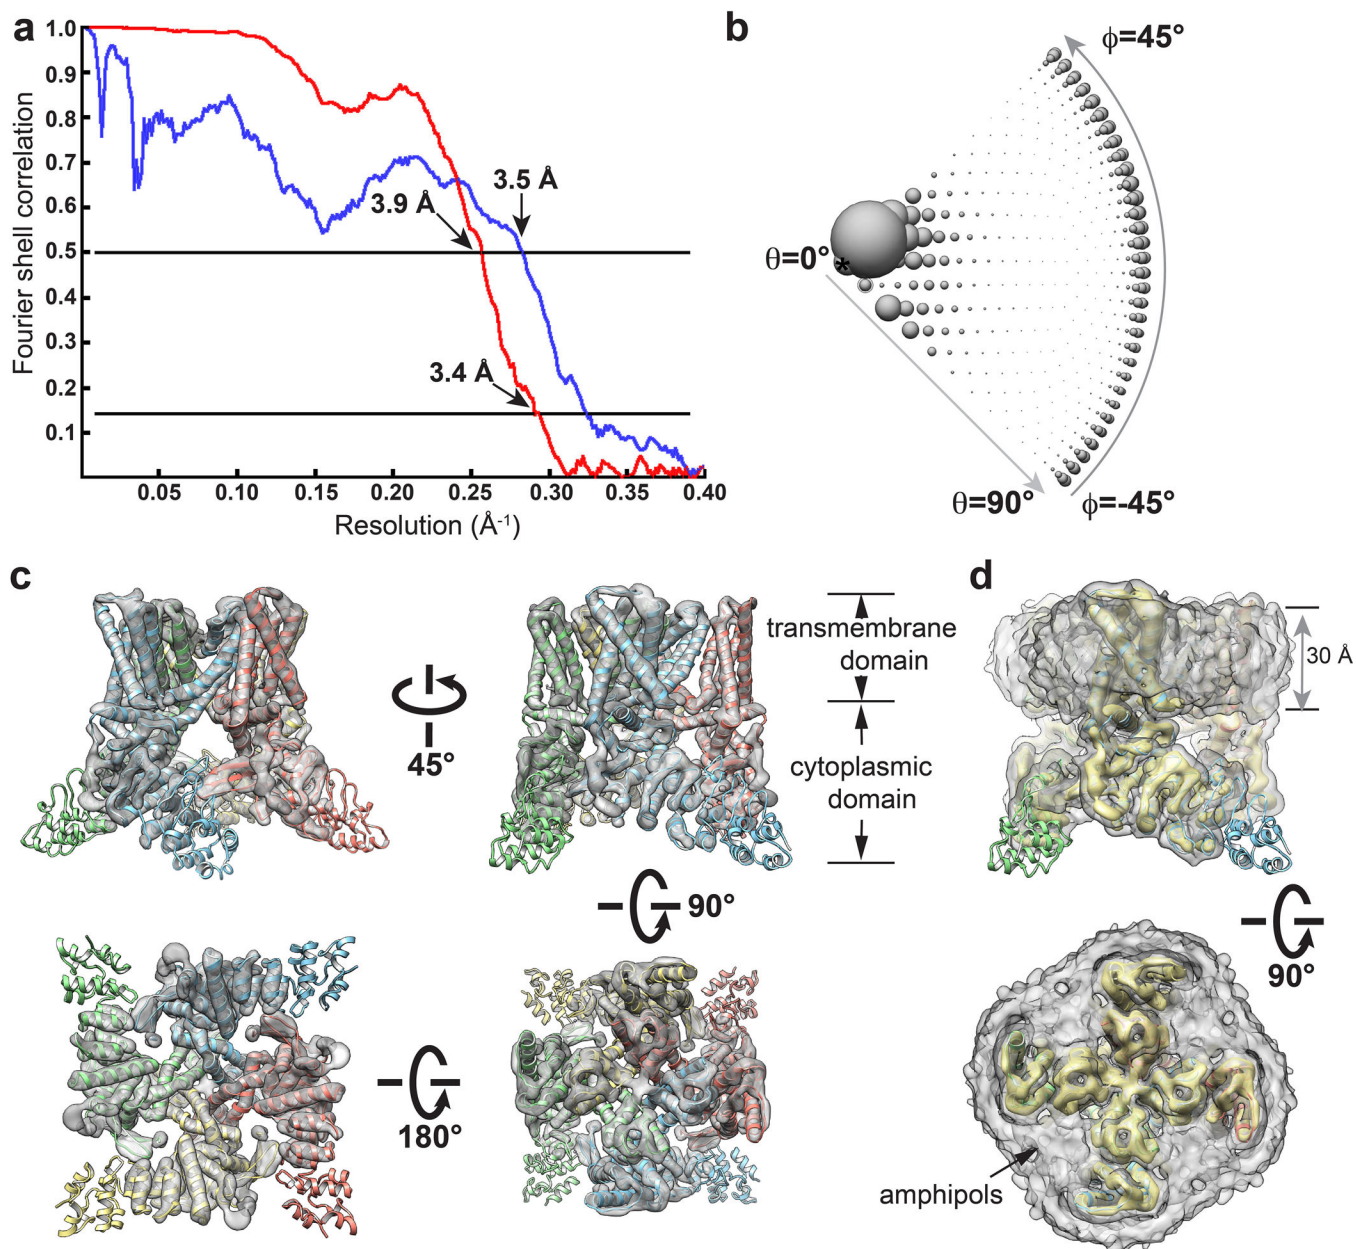 a
1.0
0.9
0.8
0.7
0.6
0.5
0.4
0.3
0.2
0.1
Fourier shell correlation
3.5 Å
3.9 Å
3.4 Å
0.05 0.10 0.15 0.20 0.25 0.30 0.35 0.40
Resolution (Å⁻¹)
b
ϕ=45°
θ=0°
*
θ=90°
ϕ=-45°
c
45°
transmembrane
domain
cytoplasmic
domain
90°
180°
d
30 Å
90°
amphipols